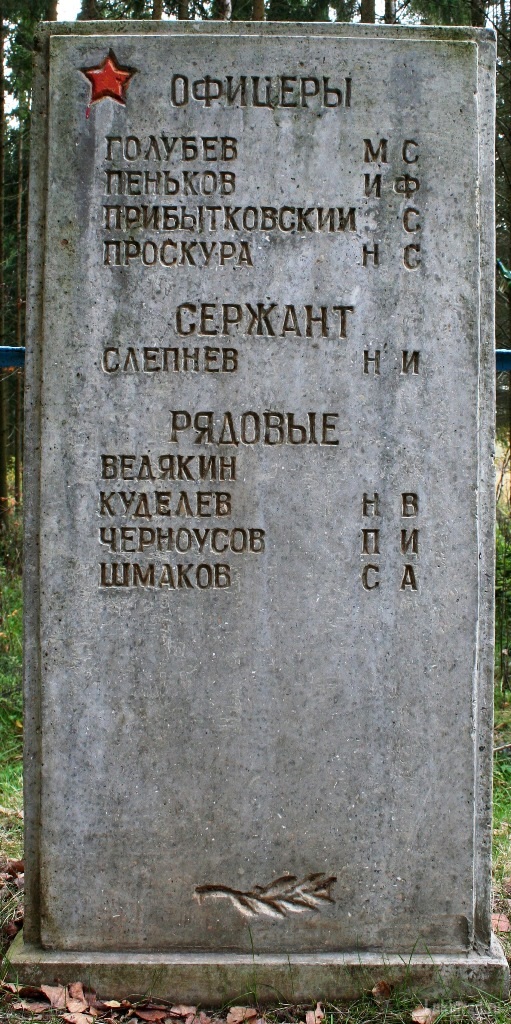 ОФИЦЕРЫ
ГОЛУБЕВ М С
ПЕНЬКОВ И Ф
ПРИБЫТКОВСКИЙ З С
ПРОСКУРА Н С
СЕРЖАНТ
СЛЕПНЕВ Н И
РЯДОВЫЕ
ВЕДЯКИН
КУДЕЛЕВ Н В
ЧЕРНОУСОВ П И
ШМАКОВ С А